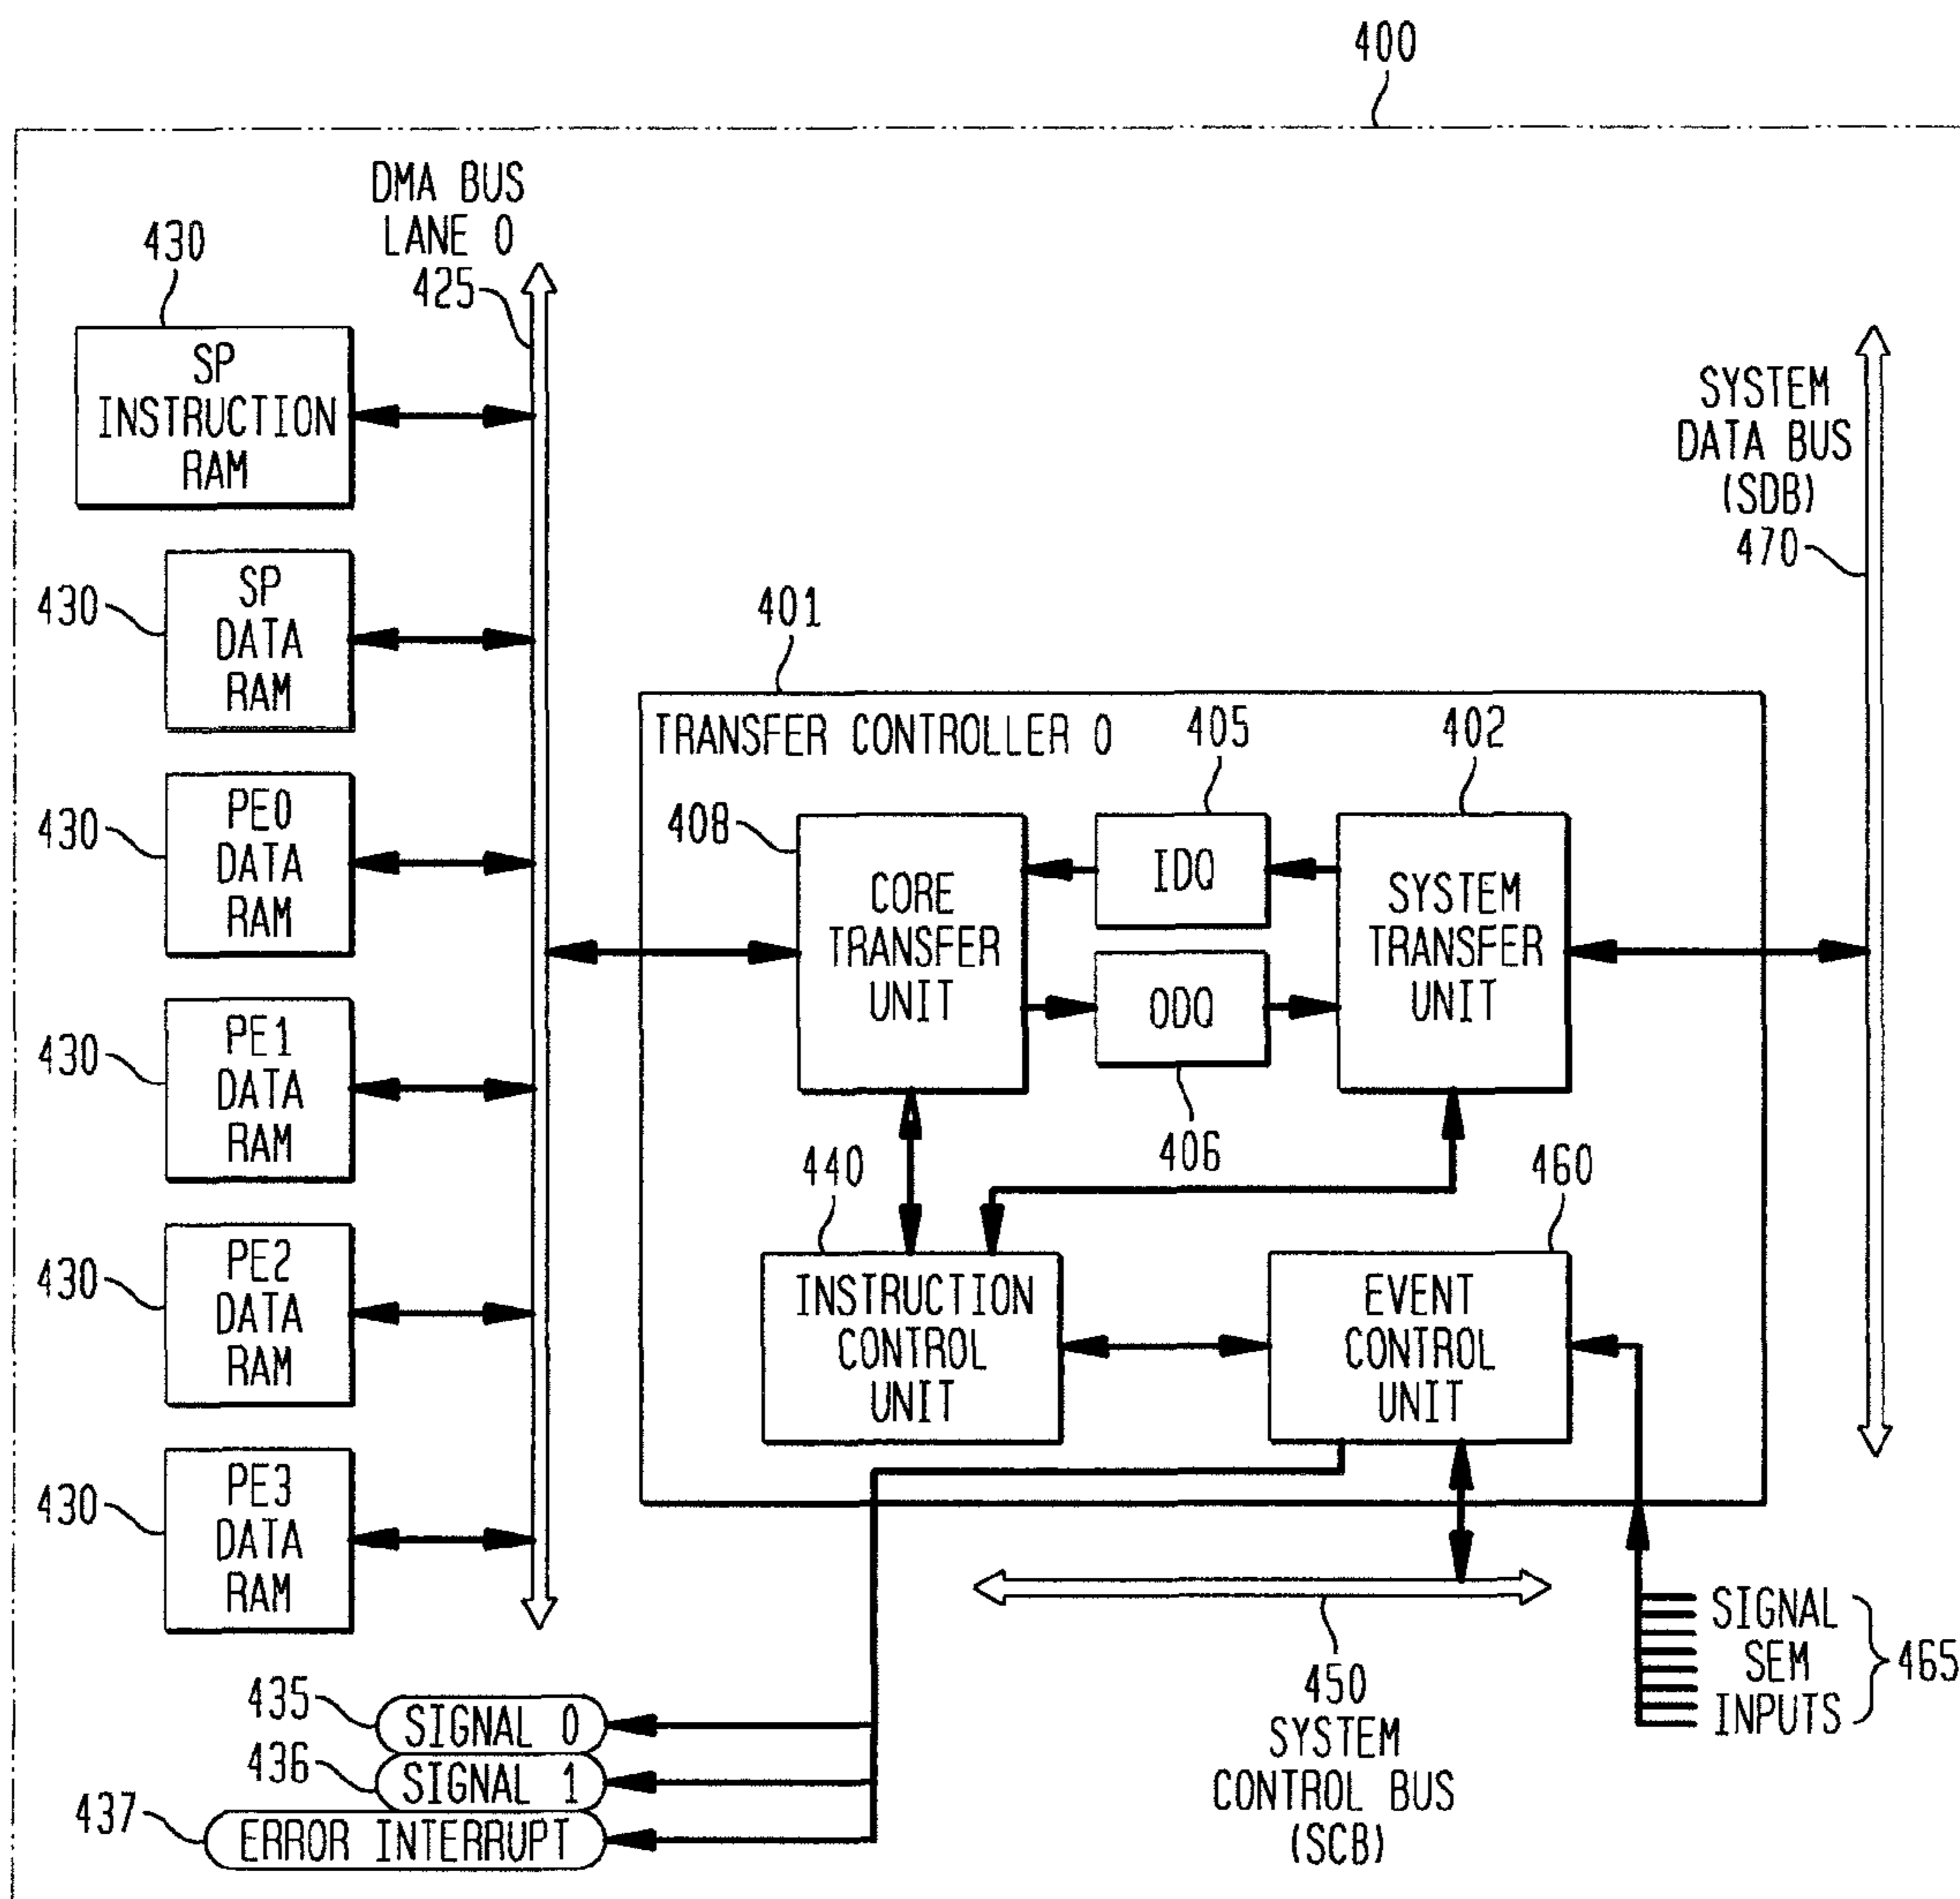 400
DMA BUS
LANE 0
425
430
SP
INSTRUCTION
RAM
430
SP
DATA
RAM
430
PE0
DATA
RAM
430
PE1
DATA
RAM
430
PE2
DATA
RAM
430
PE3
DATA
RAM
SYSTEM
DATA BUS
(SDB)
470
401
TRANSFER CONTROLLER 0
405
402
408
CORE
TRANSFER
UNIT
IDQ
ODQ
406
SYSTEM
TRANSFER
UNIT
440
INSTRUCTION
CONTROL
UNIT
460
EVENT
CONTROL
UNIT
435
SIGNAL 0
436
SIGNAL 1
437
ERROR INTERRUPT
450
SYSTEM
CONTROL BUS
(SCB)
SIGNAL
SEM
INPUTS
465